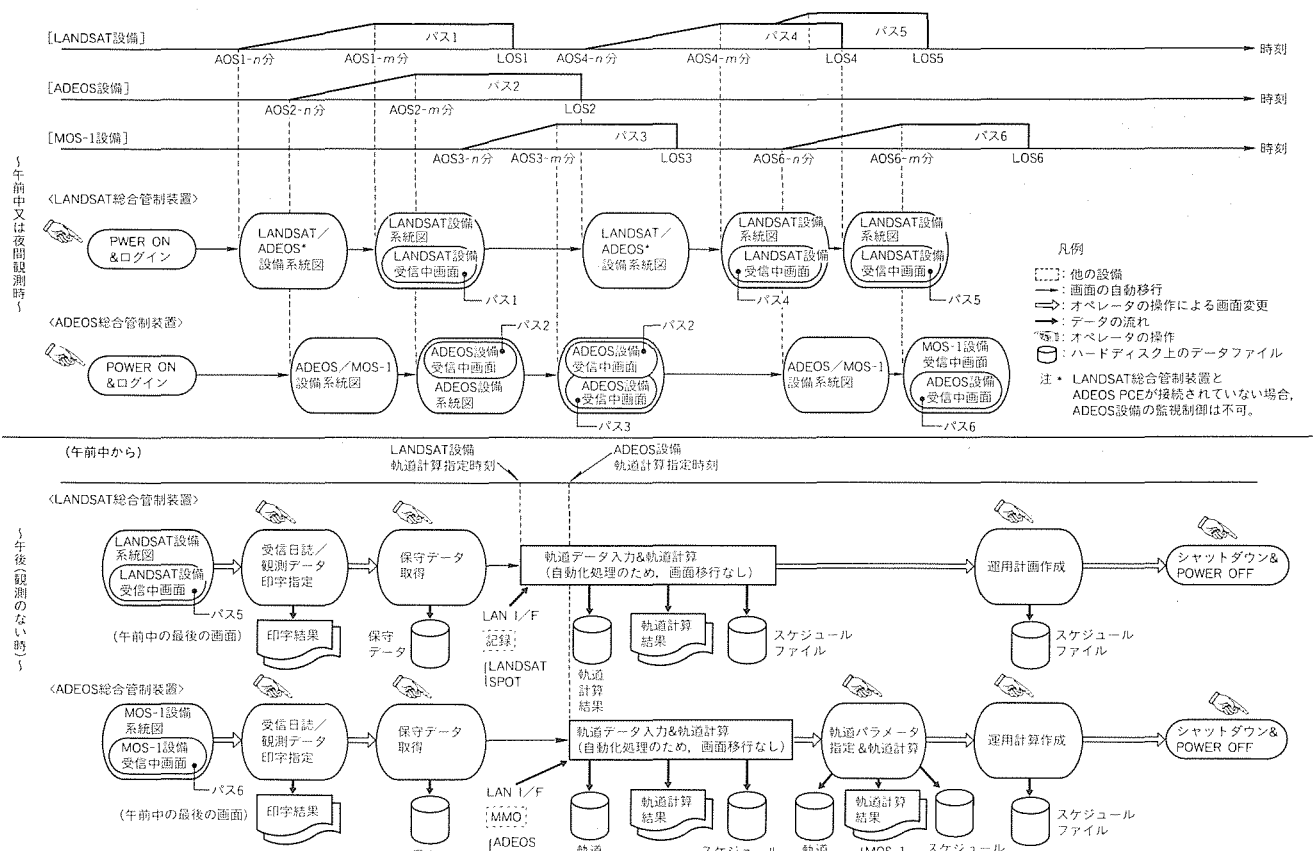 [LANDSAT設備]
パス1
パス4
パス5
時刻
AOS1-n分
AOS1-m分
LOS1
AOS4-n分
AOS4-m分
LOS4
LOS5
[ADEOS設備]
パス2
時刻
AOS2-n分
AOS2-m分
LOS2
[MOS-1設備]
パス3
パス6
時刻
AOS3-n分
AOS3-m分
LOS3
AOS6-n分
AOS6-m分
LOS6
〜午前中又は夜間観測時〜
〈LANDSAT総合管制装置〉
PWER ON
&ログイン
LANDSAT／
ADEOS*
設備系統図
LANDSAT設備
系統図
LANDSAT設備
受信中画面
パス1
LANDSAT／
ADEOS*
設備系統図
LANDSAT設備
系統図
LANDSAT設備
受信中画面
パス4
LANDSAT設備
系統図
LANDSAT設備
受信中画面
パス5
〈ADEOS総合管制装置〉
POWER ON
&ログイン
ADEOS／MOS-1
設備系統図
パス2
ADEOS設備
受信中画面
ADEOS設備
系統図
パス2
ADEOS設備
受信中画面
ADEOS設備
受信中画面
パス3
ADEOS／MOS-1
設備系統図
MOS-1設備
受信中画面
ADEOS設備
受信中画面
パス6
凡例
：他の設備
：画面の自動移行
：オペレータの操作による画面変更
：データの流れ
：オペレータの操作
：ハードディスク上のデータファイル
注* LANDSAT総合管制装置と
ADEOS PCEが接続されていない場合，
ADEOS設備の監視制御は不可。
(午前中から)
LANDSAT設備
軌道計算指定時刻
ADEOS設備
軌道計算指定時刻
〜午後(観測のない時)〜
〈LANDSAT総合管制装置〉
LANDSAT設備
系統図
LANDSAT設備
受信中画面
パス5
(午前中の最後の画面)
受信日誌／
観測データ
印字指定
印字結果
保守データ
取得
保守
データ
軌道データ入力&軌道計算
(自動化処理のため，画面移行なし)
LAN I／F
記録
LANDSAT
SPOT
軌道
計算
結果
軌道計算
結果
スケジュール
ファイル
運用計画作成
スケジュール
ファイル
シャットダウン&
POWER OFF
〈ADEOS総合管制装置〉
MOS-1設備
系統図
MOS-1設備
受信中画面
パス6
(午前中の最後の画面)
受信日誌／
観測データ
印字指定
印字結果
保守データ
取得
軌道データ入力&軌道計算
(自動化処理のため，画面移行なし)
LAN I／F
MMO
ADEOS
軌道
軌道計算
結果
スケジュール
軌道パラメータ
指定&軌道計算
軌道
軌道計算
結果
MOS-1
スケジュール
運用計算作成
スケジュール
ファイル
シャットダウン&
POWER OFF